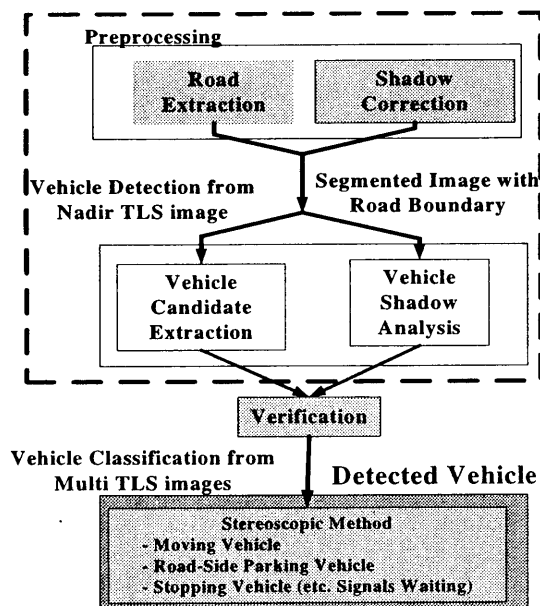 Preprocessing
Road
Extraction
Shadow
Correction
Vehicle Detection from
Nadir TLS image
Segmented Image with
Road Boundary
Vehicle
Candidate
Extraction
Vehicle
Shadow
Analysis
Verification
Vehicle Classification from
Multi TLS images
Detected Vehicle
Stereoscopic Method
- Moving Vehicle
- Road-Side Parking Vehicle
- Stopping Vehicle (etc. Signals Waiting)